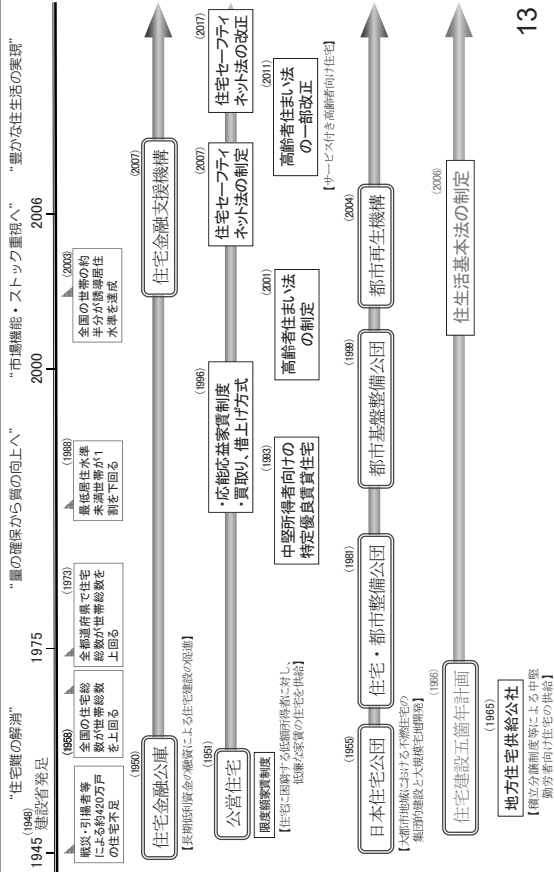 “住宅難の解消”
“量の確保から質の向上へ”
“市場機能・ストック重視へ”
“豊かな住生活の実現”
1945
(1948)
建設省発足
1975
2000
2006
戦災・引揚者等
による約420万戸
の住宅不足
(1968)
全国の住宅総
数が世帯総数
を上回る
(1973)
全都道府県で住宅
総数が世帯総数を
上回る
(1988)
最低居住水準
未満世帯が1
割を下回る
(2003)
全国の世帯の約
半分が誘導居住
水準を達成
(1950)
住宅金融公庫
【長期低利資金の融資による住宅建設の促進】
(2007)
住宅金融支援機構
(1951)
公営住宅
限度額家賃制度
【住宅に困窮する低額所得者に対し、
低廉な家賃の住宅を供給】
(1996)
・応能応益家賃制度
・買取り、借上げ方式
(2007)
住宅セーフティ
ネット法の制定
(2017)
住宅セーフティ
ネット法の改正
(1993)
中堅所得者向けの
特定優良賃貸住宅
(2001)
高齢者住まい法
の制定
(2011)
高齢者住まい法
の一部改正
【サービス付き高齢者向け住宅】
(1955)
日本住宅公団
【大都市地域における不燃住宅の
集団的建設と大規模宅地開発】
(1981)
住宅・都市整備公団
(1999)
都市基盤整備公団
(2004)
都市再生機構
(1966)
住宅建設五箇年計画
(2006)
住生活基本法の制定
(1965)
地方住宅供給公社
【積立分譲制度等による中堅
勤労者向け住宅の供給】
13